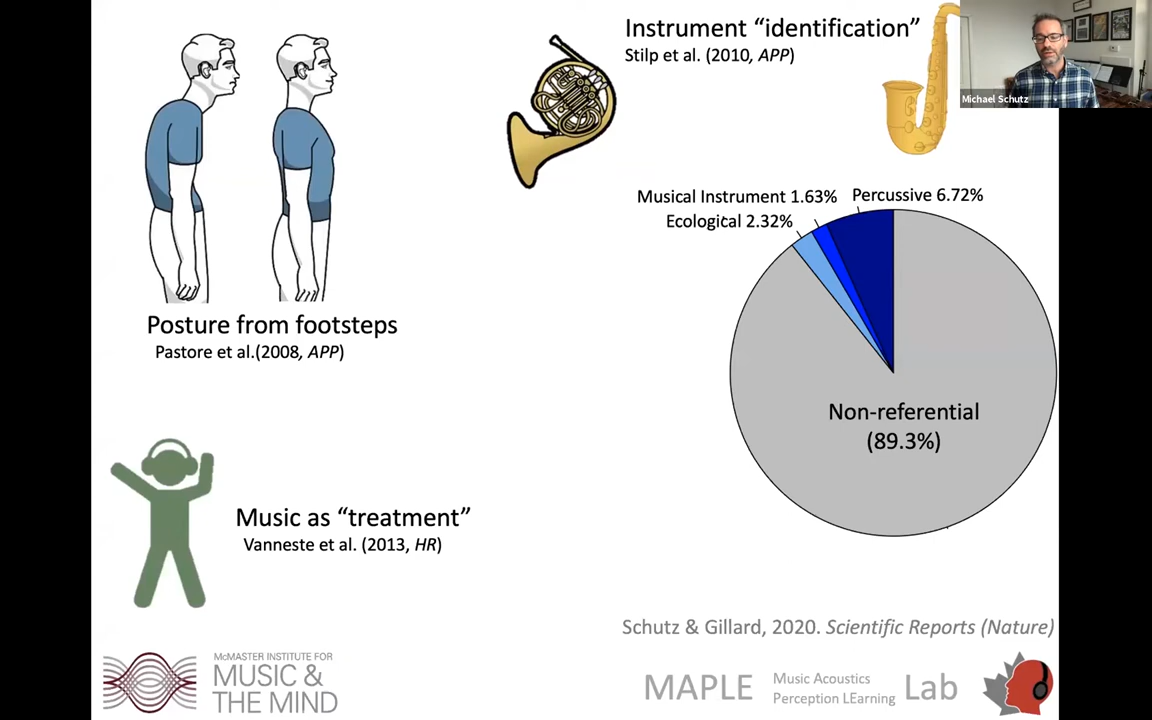 Instrument “identification”
Stilp et al. (2010, APP)
Michael Schutz
Musical Instrument 1.63%
Percussive 6.72%
Ecological 2.32%
Posture from footsteps
Pastore et al.(2008, APP)
Non-referential
(89.3%)
Music as “treatment”
Vanneste et al. (2013, HR)
Schutz & Gillard, 2020. Scientific Reports (Nature)
McMASTER INSTITUTE FOR
MUSIC &
THE MIND
MAPLE
Music Acoustics
Perception LEarning
Lab